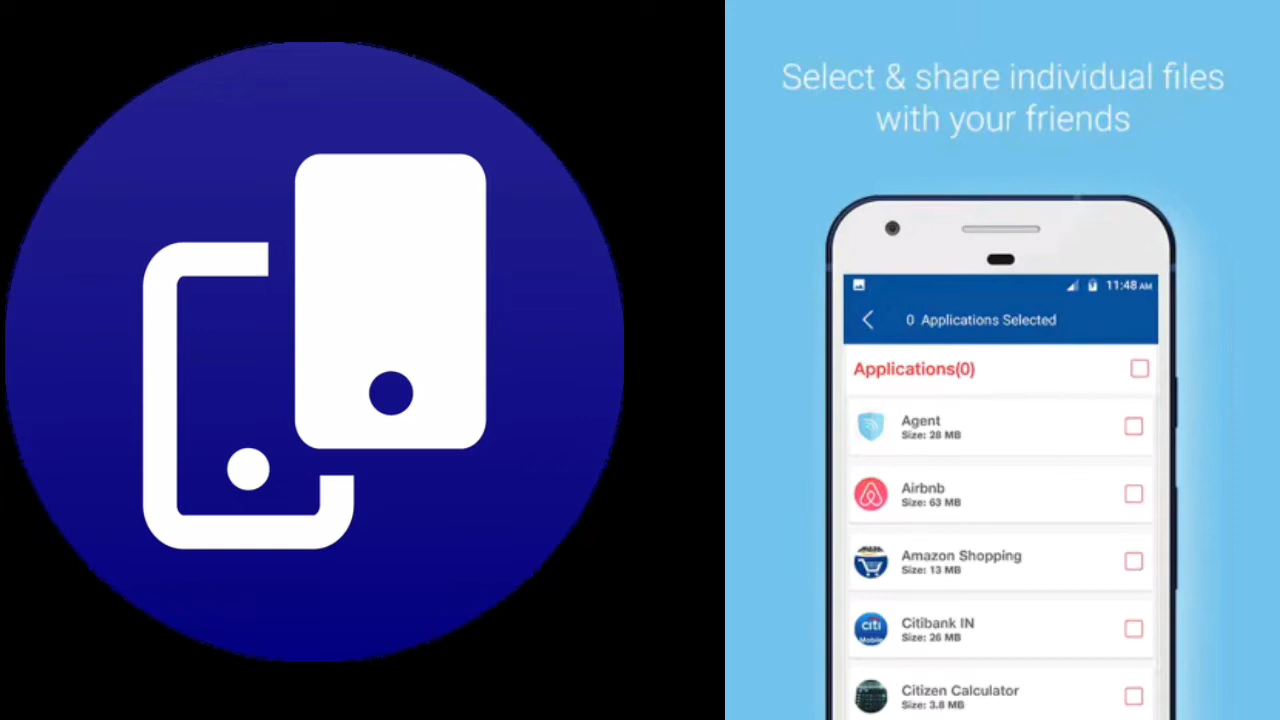 Select & share individual files
with your friends
11:48 AM
0 Applications Selected
Applications(0)
Agent
Size: 28 MB
Airbnb
Size: 63 MB
Amazon Shopping
Size: 13 MB
citi
Mobile
Citibank IN
Size: 26 MB
Citizen Calculator
Size: 3.8 MB